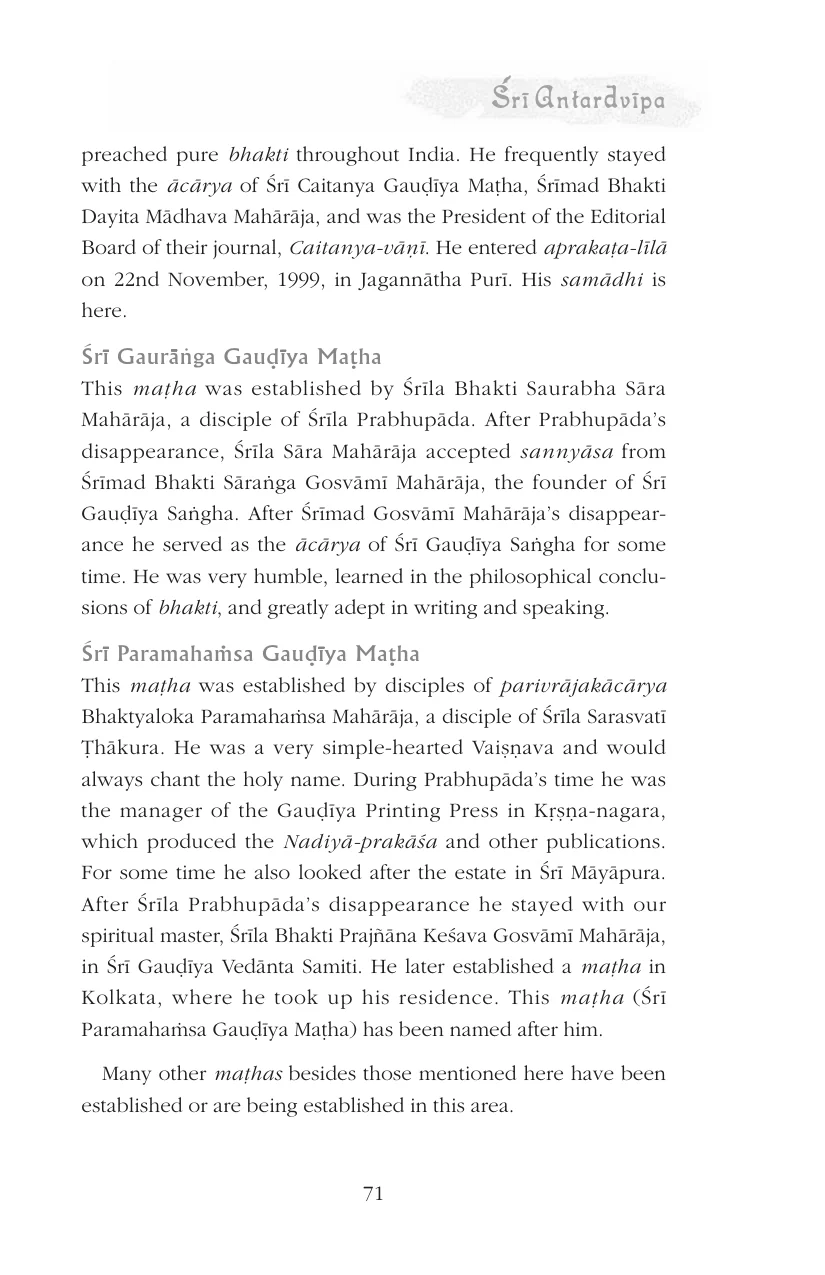 Śrī Antardvīpa
preached pure bhakti throughout India. He frequently stayed
with the ācārya of Śrī Caitanya Gauḍīya Maṭha, Śrīmad Bhakti
Dayita Mādhava Mahārāja, and was the President of the Editorial
Board of their journal, Caitanya-vāṇī. He entered aprakaṭa-līlā
on 22nd November, 1999, in Jagannātha Purī. His samādhi is
here.
Śrī Gaurāṅga Gauḍīya Maṭha
This maṭha was established by Śrīla Bhakti Saurabha Sāra
Mahārāja, a disciple of Śrīla Prabhupāda. After Prabhupāda’s
disappearance, Śrīla Sāra Mahārāja accepted sannyāsa from
Śrīmad Bhakti Sāraṅga Gosvāmī Mahārāja, the founder of Śrī
Gauḍīya Saṅgha. After Śrīmad Gosvāmī Mahārāja’s disappear-
ance he served as the ācārya of Śrī Gauḍīya Saṅgha for some
time. He was very humble, learned in the philosophical conclu-
sions of bhakti, and greatly adept in writing and speaking.
Śrī Paramahaṁsa Gauḍīya Maṭha
This maṭha was established by disciples of parivrājakācārya
Bhaktyaloka Paramahaṁsa Mahārāja, a disciple of Śrīla Sarasvatī
Ṭhākura. He was a very simple-hearted Vaiṣṇava and would
always chant the holy name. During Prabhupāda’s time he was
the manager of the Gauḍīya Printing Press in Kṛṣṇa-nagara,
which produced the Nadiyā-prakāśa and other publications.
For some time he also looked after the estate in Śrī Māyāpura.
After Śrīla Prabhupāda’s disappearance he stayed with our
spiritual master, Śrīla Bhakti Prajñāna Keśava Gosvāmī Mahārāja,
in Śrī Gauḍīya Vedānta Samiti. He later established a maṭha in
Kolkata, where he took up his residence. This maṭha (Śrī
Paramahaṁsa Gauḍīya Maṭha) has been named after him.
Many other maṭhas besides those mentioned here have been
established or are being established in this area.
71